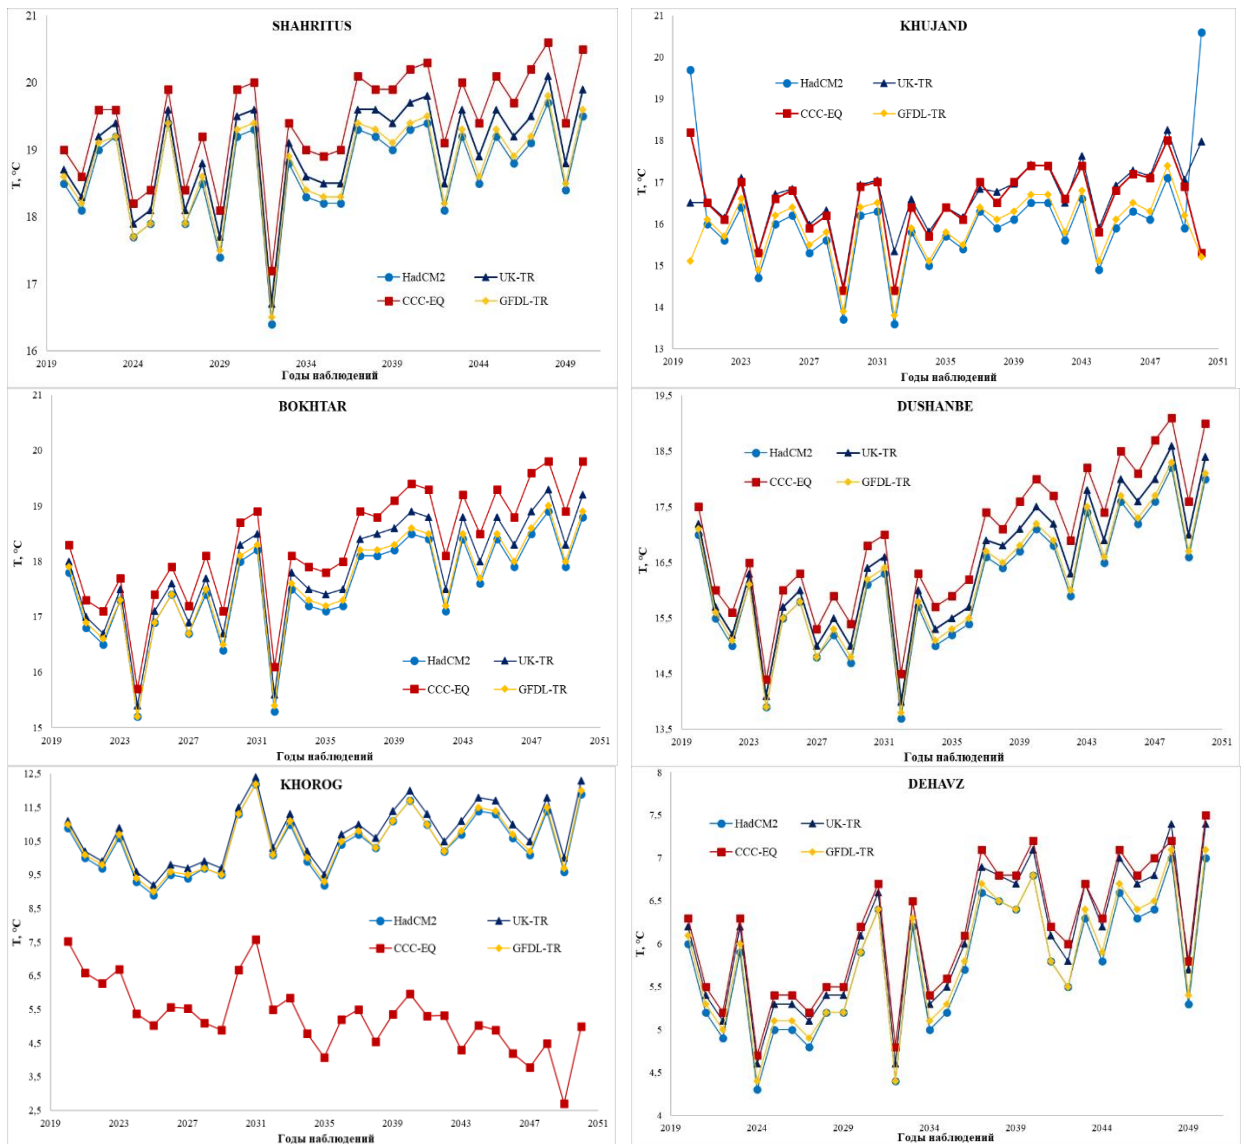 SHAHRITUS
21
20
19
18
17
16
T, °C
2019
2024
2029
2034
2039
2044
2049
Годы наблюдений
HadCM2
UK-TR
CCC-EQ
GFDL-TR
KHUJAND
21
20
19
18
17
16
15
14
13
T, °C
2019
2023
2027
2031
2035
2039
2043
2047
2051
Годы наблюдений
HadCM2
UK-TR
CCC-EQ
GFDL-TR
BOKHTAR
21
20
19
18
17
16
15
T, °C
2019
2023
2027
2031
2035
2039
2043
2047
2051
Годы наблюдений
HadCM2
UK-TR
CCC-EQ
GFDL-TR
DUSHANBE
19,5
18,5
17,5
16,5
15,5
14,5
13,5
T, °C
2019
2023
2027
2031
2035
2039
2043
2047
2051
Годы наблюдений
HadCM2
UK-TR
CCC-EQ
GFDL-TR
KHOROG
12,5
11,5
10,5
9,5
8,5
7,5
6,5
5,5
4,5
3,5
2,5
T, °C
2019
2023
2027
2031
2035
2039
2043
2047
2051
Годы наблюдений
HadCM2
UK-TR
CCC-EQ
GFDL-TR
DEHAVZ
8
7,5
7
6,5
6
5,5
5
4,5
4
T, °C
2019
2024
2029
2034
2039
2044
2049
Годы наблюдений
HadCM2
UK-TR
CCC-EQ
GFDL-TR